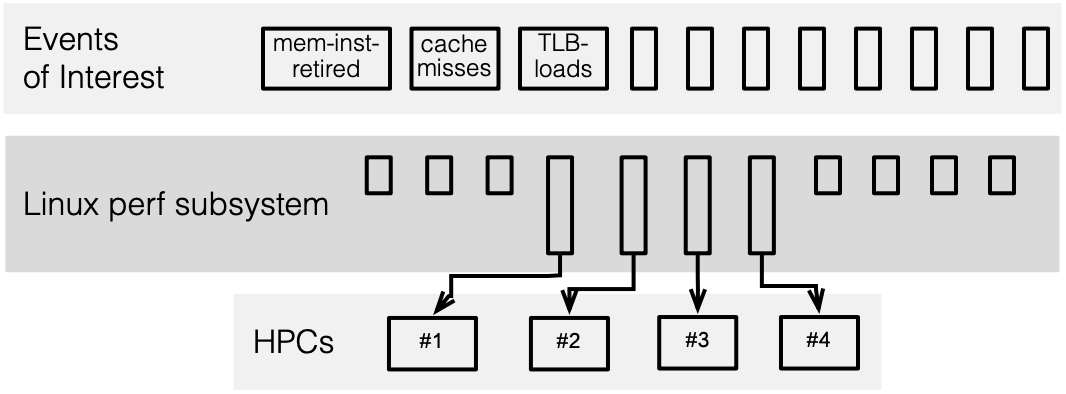 Events
of Interest
mem-inst-
retired
cache
misses
TLB-
loads
Linux perf subsystem
HPCs
#1
#2
#3
#4